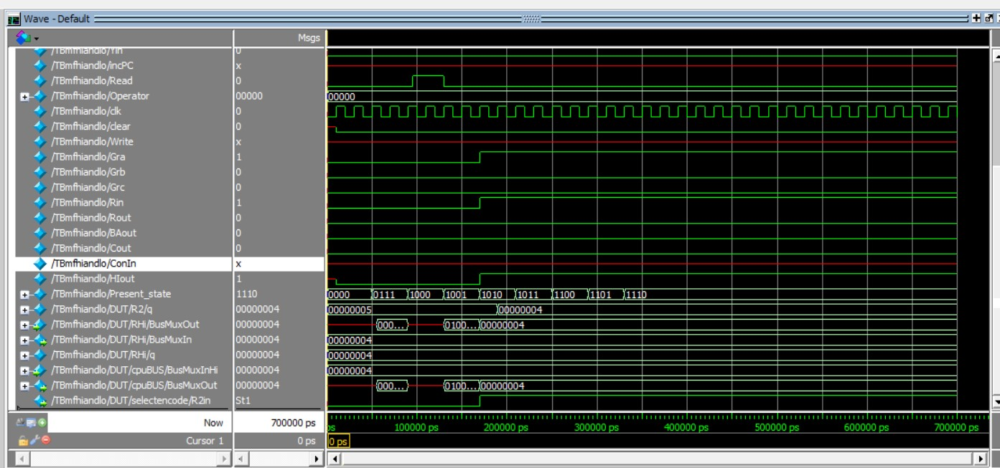 Wave - Default
Msgs
/TBmfhiandlo/Yin 0
/TBmfhiandlo/incPC x
/TBmfhiandlo/Read 0
/TBmfhiandlo/Operator 00000 00000
/TBmfhiandlo/clk 0
/TBmfhiandlo/clear 0
/TBmfhiandlo/Write x
/TBmfhiandlo/Gra 1
/TBmfhiandlo/Grb 0
/TBmfhiandlo/Grc 0
/TBmfhiandlo/Rin 1
/TBmfhiandlo/Rout 0
/TBmfhiandlo/BAout 0
/TBmfhiandlo/Cout 0
/TBmfhiandlo/ConIn x
/TBmfhiandlo/HIout 1
/TBmfhiandlo/Present_state 1110 0000 0111 1000 1001 1010 1011 1100 1101 1110
/TBmfhiandlo/DUT/R2/q 00000004 00000005 00000004
/TBmfhiandlo/DUT/RHi/BusMuxOut 00000004 000... 0100... 00000004
/TBmfhiandlo/DUT/RHi/BusMuxIn 00000004 00000004
/TBmfhiandlo/DUT/RHi/q 00000004 00000004
/TBmfhiandlo/DUT/cpuBUS/BusMuxInHi 00000004 00000004
/TBmfhiandlo/DUT/cpuBUS/BusMuxOut 00000004 000... 0100... 00000004
/TBmfhiandlo/DUT/selectencode/R2in St1
Now 700000 ps ps 100000 ps 200000 ps 300000 ps 400000 ps 500000 ps 600000 ps 700000 ps
Cursor 1 0 ps 0 ps